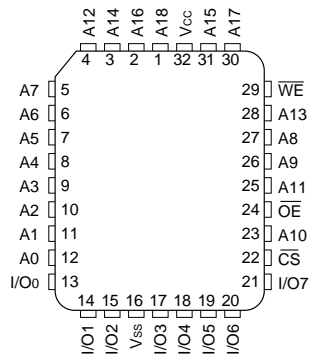 A12 A14 A16 A18 Vcc A15 A17
4 3 2 1 32 31 30
A7 5 29 WE
A6 6 28 A13
A5 7 27 A8
A4 8 26 A9
A3 9 25 A11
A2 10 24 OE
A1 11 23 A10
A0 12 22 CS
I/O0 13 21 I/O7
14 15 16 17 18 19 20
I/O1 I/O2 Vss I/O3 I/O4 I/O5 I/O6